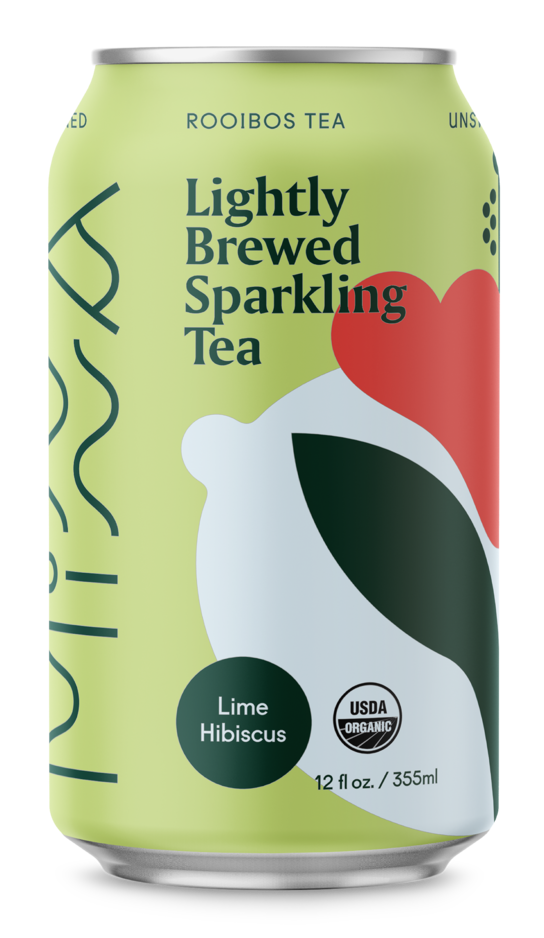 ROOIBOS TEA
Lightly
Brewed
Sparkling
Tea
Lime
Hibiscus
USDA
ORGANIC
12 fl oz. / 355ml